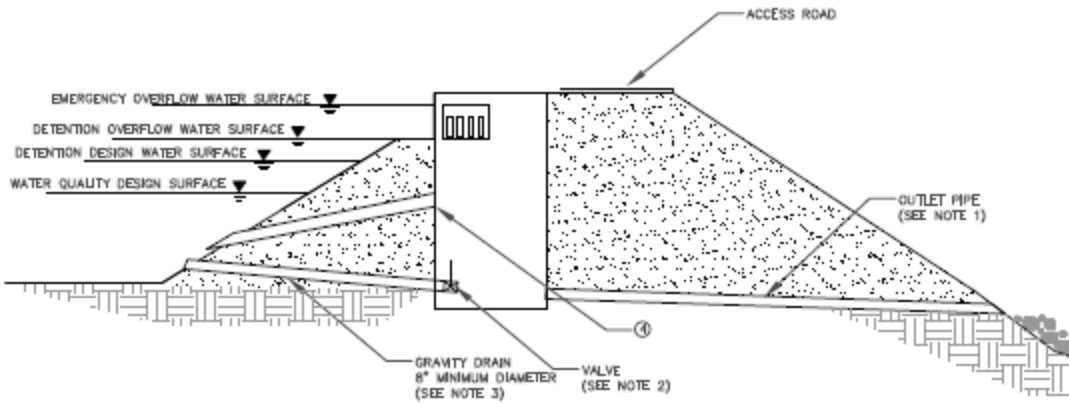 ACCESS ROAD
EMERGENCY OVERFLOW WATER SURFACE
DETENTION OVERFLOW WATER SURFACE
DETENTION DESIGN WATER SURFACE
WATER QUALITY DESIGN SURFACE
OUTLET PIPE
(SEE NOTE 1)
4
GRAVITY DRAIN
8" MINIMUM DIAMETER
(SEE NOTE 3)
VALVE
(SEE NOTE 2)